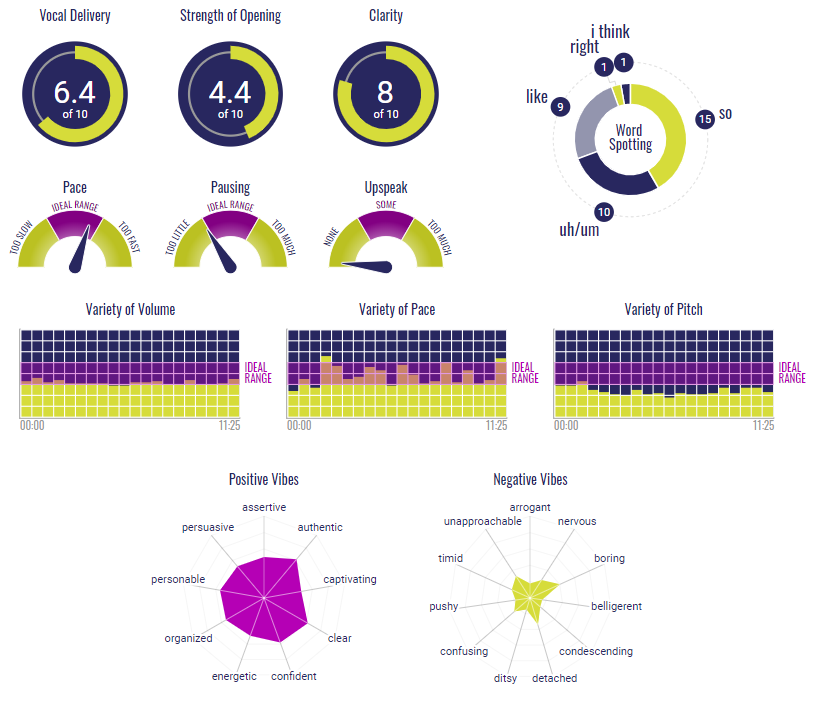 Vocal Delivery
Strength of Opening
Clarity
6.4
of 10
4.4
of 10
8
of 10
i think
right
1
1
like
9
15
so
Word
Spotting
10
uh/um
Pace
TOO SLOW
IDEAL RANGE
TOO FAST
Pausing
TOO LITTLE
IDEAL RANGE
TOO MUCH
Upspeak
NONE
SOME
TOO MUCH
Variety of Volume
IDEAL
RANGE
00:00
11:25
Variety of Pace
IDEAL
RANGE
00:00
11:25
Variety of Pitch
IDEAL
RANGE
00:00
11:25
Positive Vibes
assertive
persuasive
authentic
personable
captivating
organized
clear
energetic
confident
Negative Vibes
arrogant
unapproachable
nervous
timid
boring
pushy
belligerent
confusing
condescending
ditsy
detached